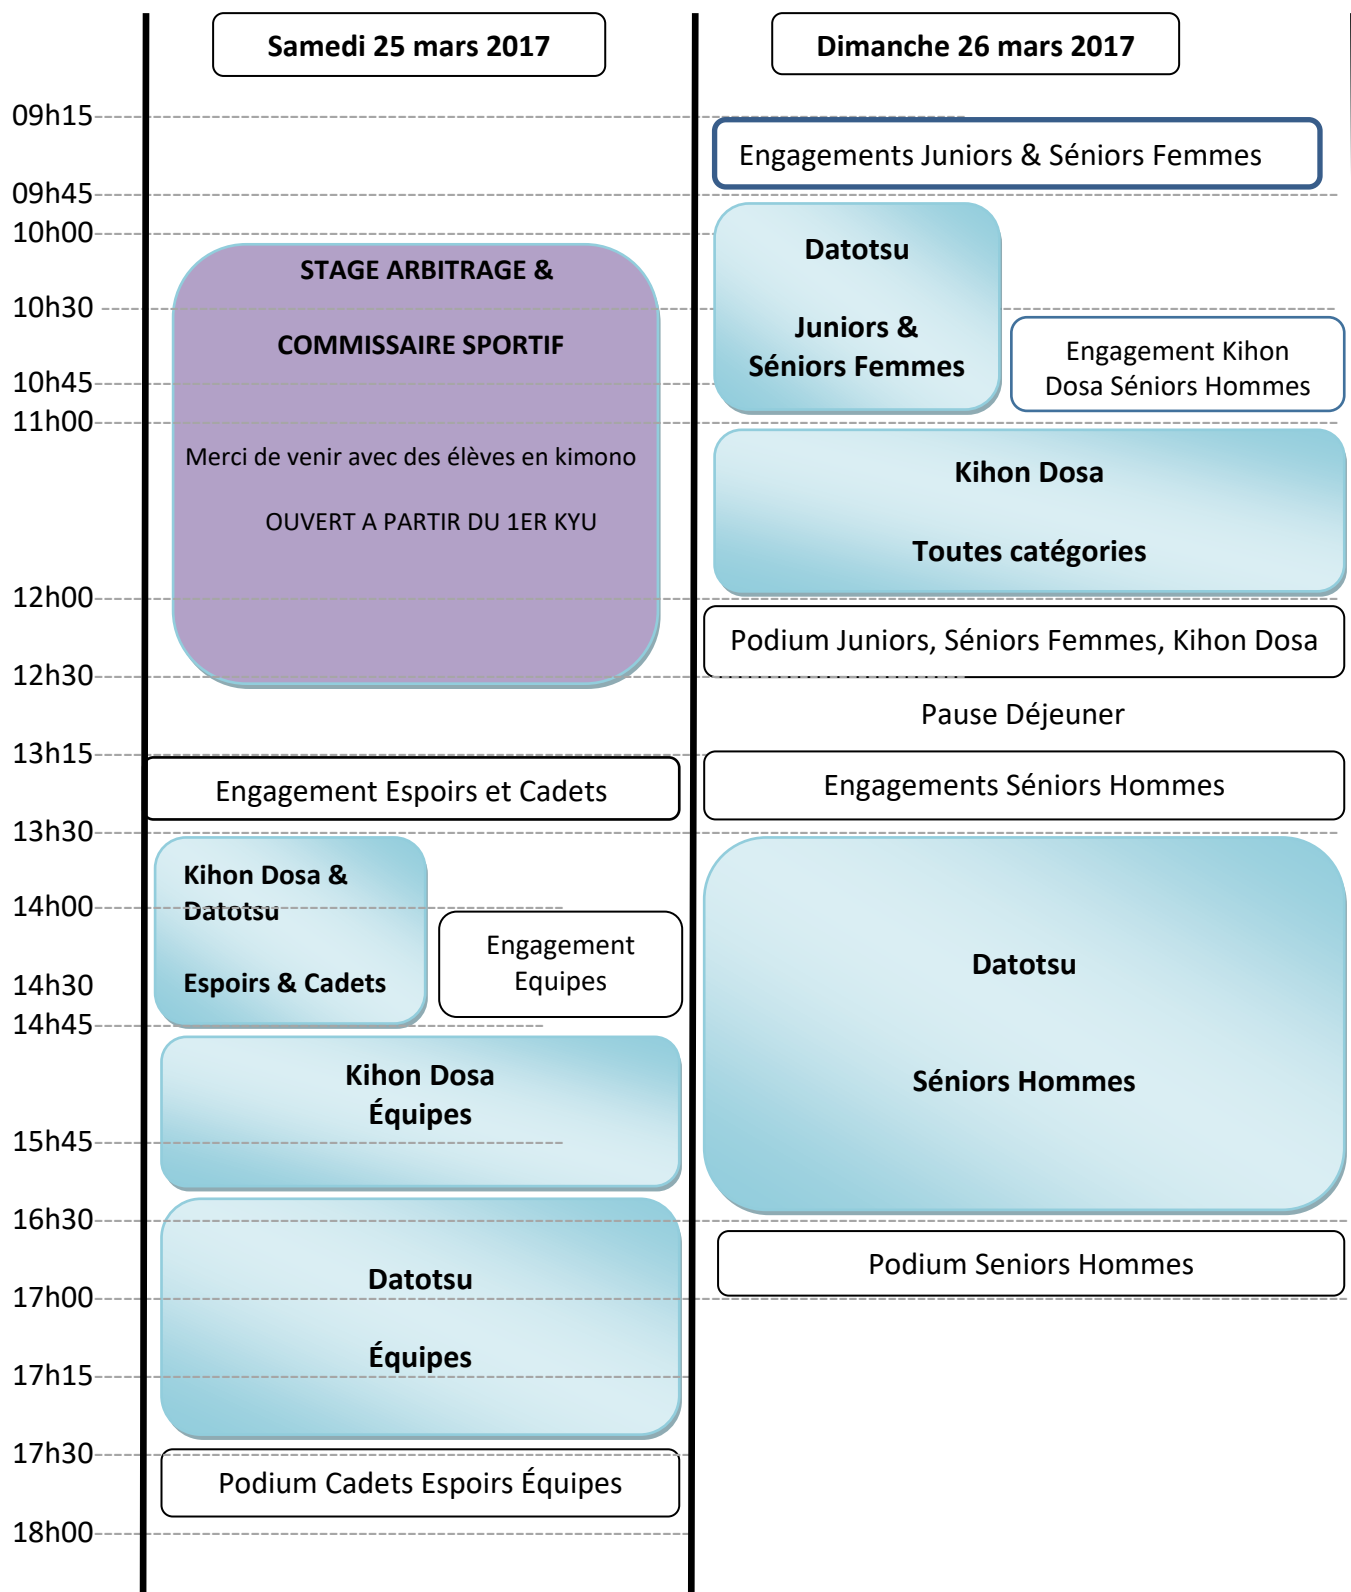 Samedi 25 mars 2017
Dimanche 26 mars 2017
09h15
Engagements Juniors & Séniors Femmes
09h45
10h00
STAGE ARBITRAGE &
COMMISSAIRE SPORTIF
Merci de venir avec des élèves en kimono
OUVERT A PARTIR DU 1ER KYU
Datotsu
Juniors &
Séniors Femmes
10h30
Engagement Kihon
Dosa Séniors Hommes
10h45
11h00
Kihon Dosa
Toutes catégories
12h00
Podium Juniors, Séniors Femmes, Kihon Dosa
12h30
Pause Déjeuner
13h15
Engagement Espoirs et Cadets
Engagements Séniors Hommes
13h30
Kihon Dosa &
Datotsu
Espoirs & Cadets
14h00
Engagement
Equipes
Datotsu
Séniors Hommes
14h30
14h45
Kihon Dosa
Équipes
15h45
16h30
Datotsu
Équipes
Podium Seniors Hommes
17h00
17h15
17h30
Podium Cadets Espoirs Équipes
18h00